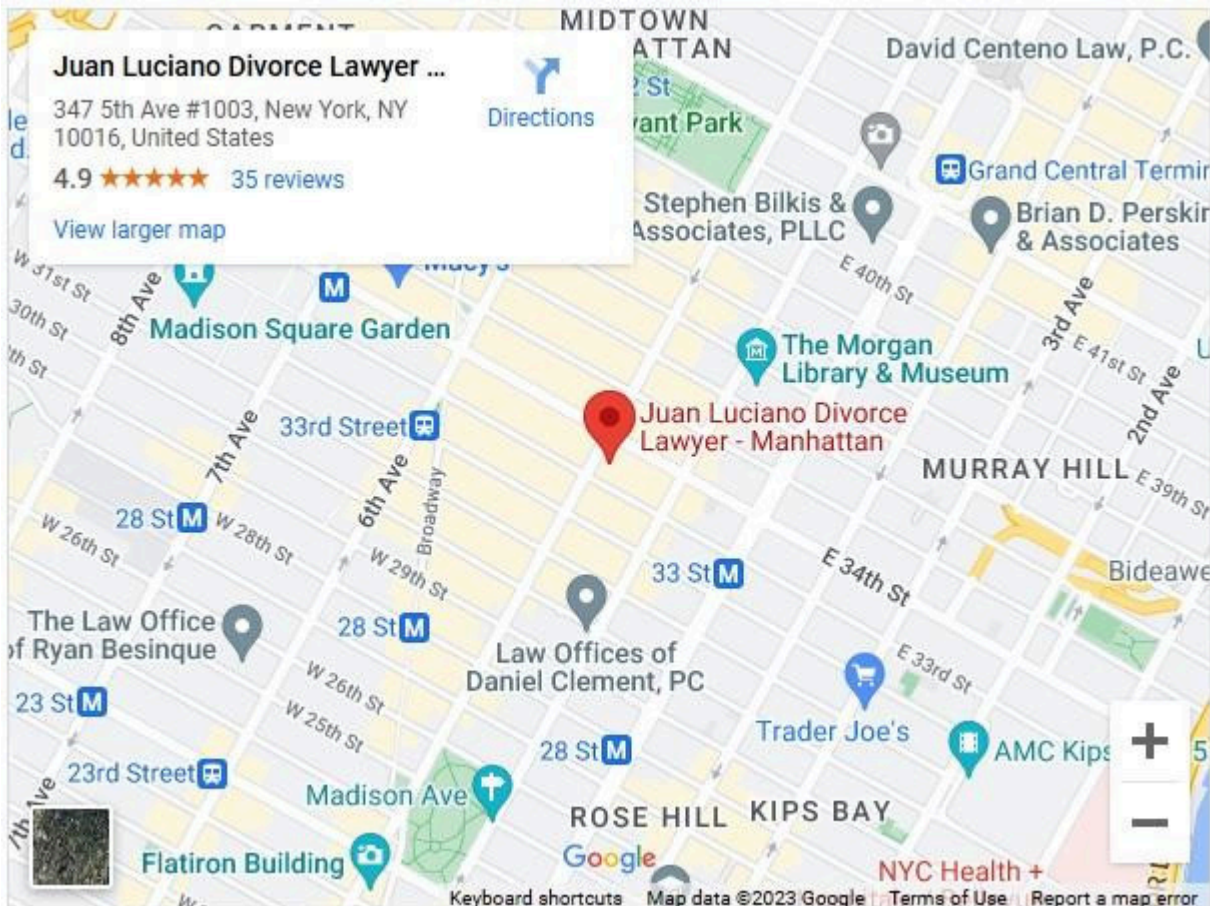 Juan Luciano Divorce Lawyer ...
347 5th Ave #1003, New York, NY
10016, United States
4.9 ★★★★★ 35 reviews
View larger map
Directions
MIDTOWN
David Centeno Law, P.C.
Grand Central
Stephen Bilkis &
Associates, PLLC
Brian D.
& Associates
Macy's
W 31st St
30th St
8th Ave
M
Madison Square Garden
E 40th St
3rd Ave
E 41st St
2nd Ave
The Morgan
Library & Museum
Juan Luciano Divorce
Lawyer - Manhattan
33rd Street
7th Ave
6th Ave
Broadway
MURRAY HILL
E 39th St
28 St M
W 26th St
W 28th St
W 29th St
33 St M
E 34th St
The Law Office
of Ryan Besinque
28 St M
Law Offices of
Daniel Clement, PC
E 33rd St
23 St M
W 26th St
W 25th St
Trader Joe's
28 St M
AMC
23rd Street
Madison Ave
7th Ave
ROSE HILL
KIPS BAY
Flatiron Building
Google
NYC Health +
Keyboard shortcuts
Map data ©2023 Google
Terms of Use
Report a map error
+
−